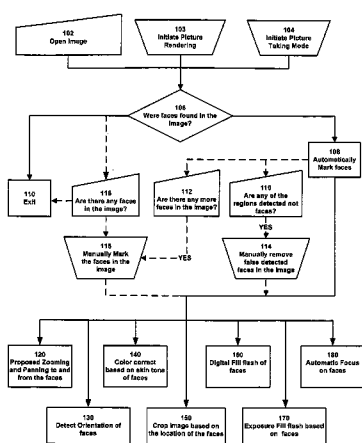 102
Open Image
103
Initiate Picture
Rendering
104
Initiate Picture
Taking Mode
106
Were faces found in the
image?
108
Automatically
Mark faces
110
Exit
115
Are there any faces
in the image?
112
Are there any more
faces in the image?
110
Are any of the
regions detected not
faces?
116
Manually Mark
the faces in the
image
YES
YES
114
Manually remove
false detected
faces in the image
120
Proposed Zooming
and Panning to and
from the faces
140
Color correct
based on skin tone
of faces
160
Digital Fill flash of
faces
180
Automatic Focus
on faces
130
Detect Orientation of
faces
150
Crop image based on
the location of the faces
170
Exposure Fill flash based
on faces